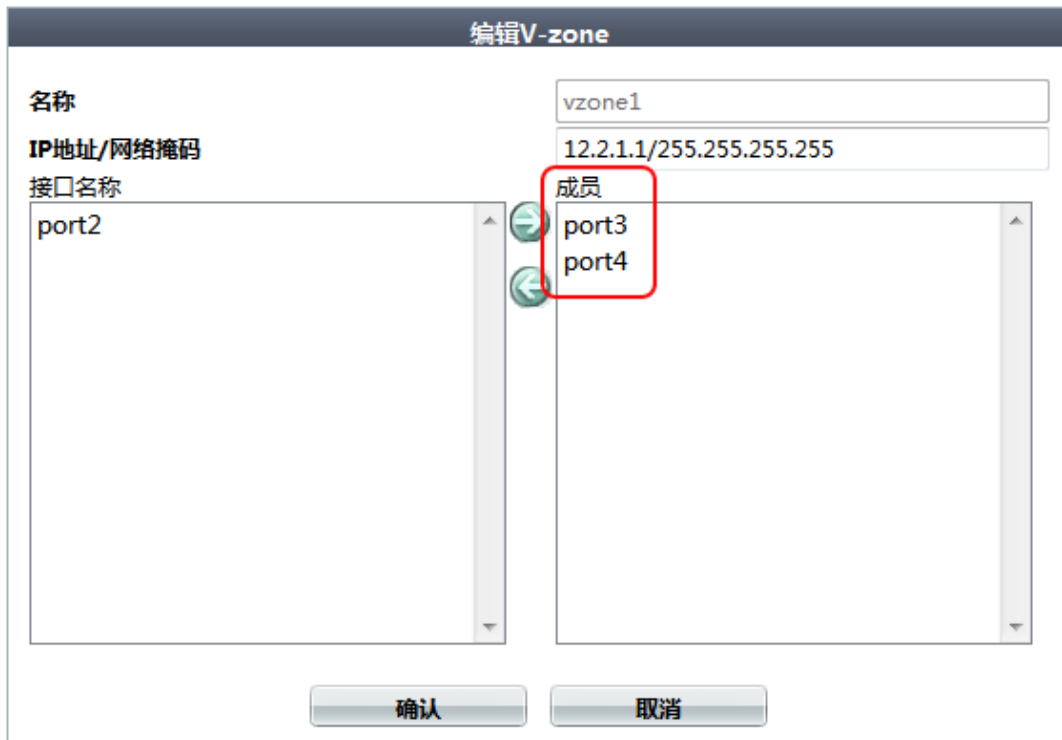 编辑V-zone
名称
vzone1
IP地址/网络掩码
12.2.1.1/255.255.255.255
接口名称
成员
port2
port3
port4
确认
取消